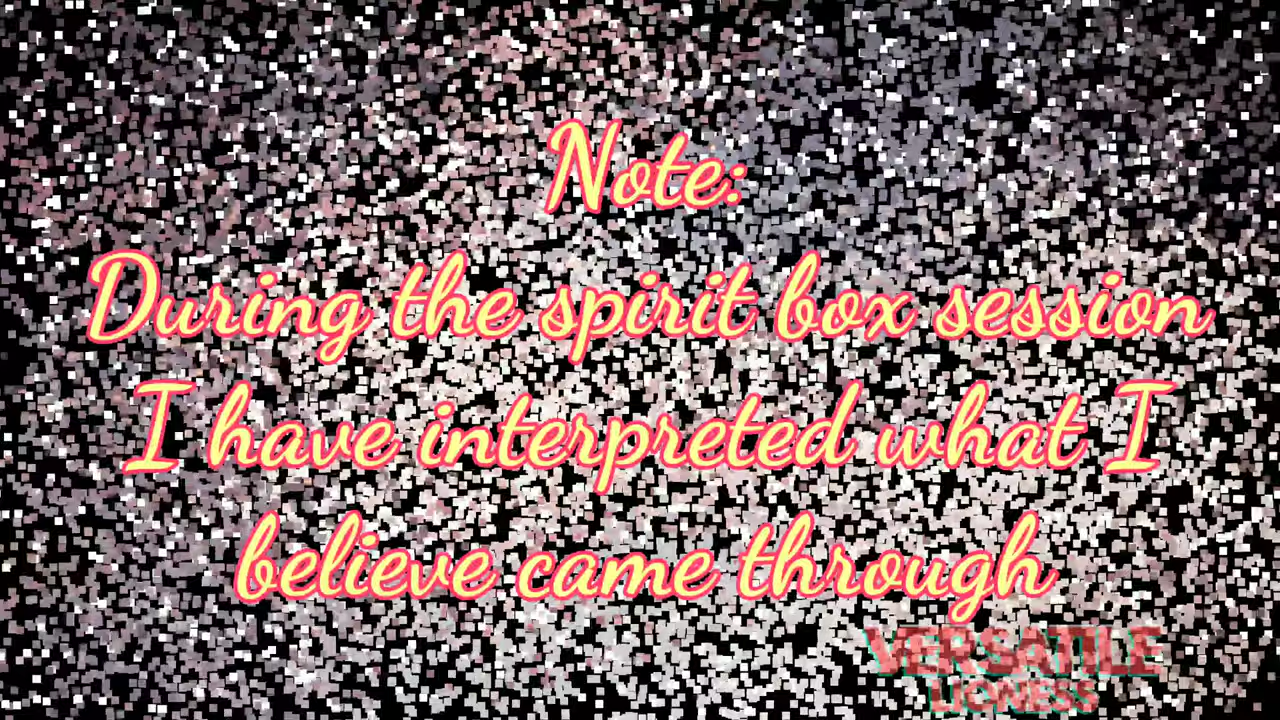 Note:
During the spirit box session
I have interpreted what I
believe came through
VERSATILE
LIONESS